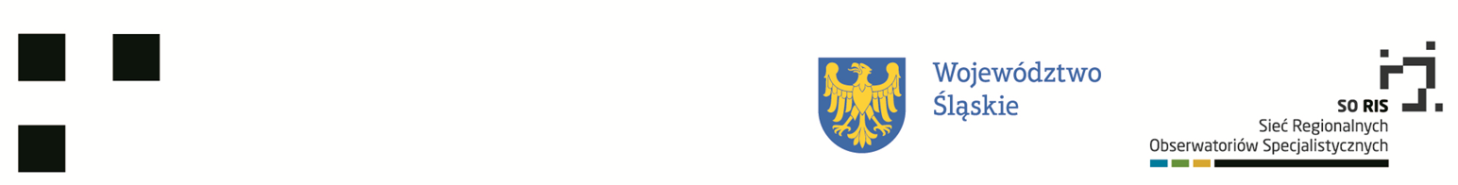 Województwo
Śląskie
SO RIS
Sieć Regionalnych
Obserwatoriów Specjalistycznych